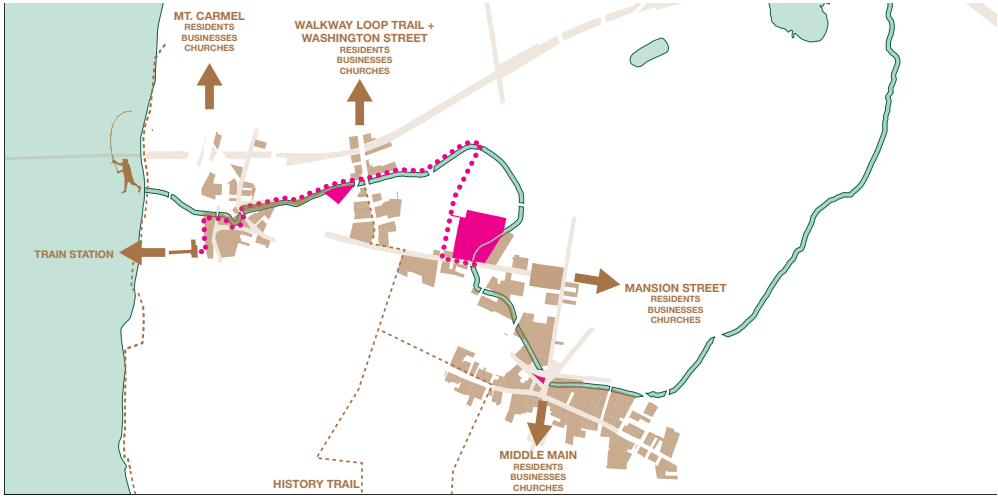 MT. CARMEL
RESIDENTS
BUSINESSES
CHURCHES
WALKWAY LOOP TRAIL +
WASHINGTON STREET
RESIDENTS
BUSINESSES
CHURCHES
TRAIN STATION
MANSION STREET
RESIDENTS
BUSINESSES
CHURCHES
MIDDLE MAIN
RESIDENTS
BUSINESSES
CHURCHES
HISTORY TRAIL